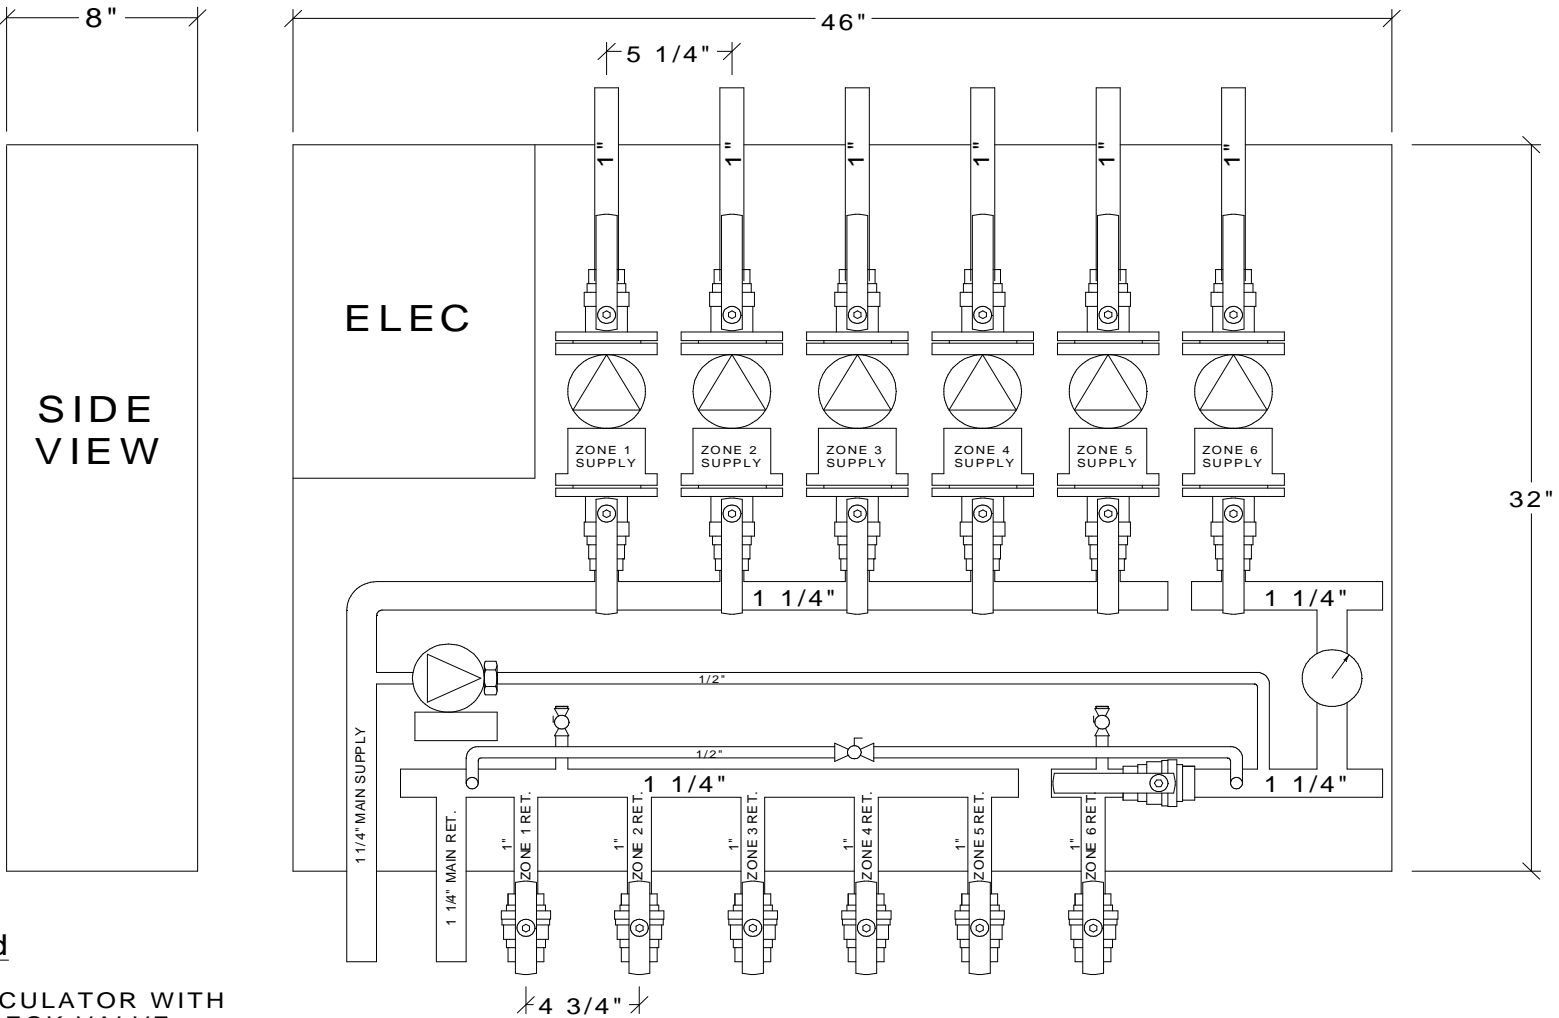 8"
46"
5 1/4"
1"
1"
1"
1"
1"
1"
ELEC
SIDE
VIEW
ZONE 1
SUPPLY
ZONE 2
SUPPLY
ZONE 3
SUPPLY
ZONE 4
SUPPLY
ZONE 5
SUPPLY
ZONE 6
SUPPLY
32"
1 1/4"
1 1/4"
1/2"
1/2"
1 1/4"
1 1/4"
1 1/4" MAIN SUPPLY
1 1/4" MAIN RET.
1"
ZONE 1 RET.
1"
ZONE 2 RET.
1"
ZONE 3 RET.
1"
ZONE 4 RET.
1"
ZONE 5 RET.
1"
ZONE 6 RET.
d
4 3/4"
CULATOR WITH